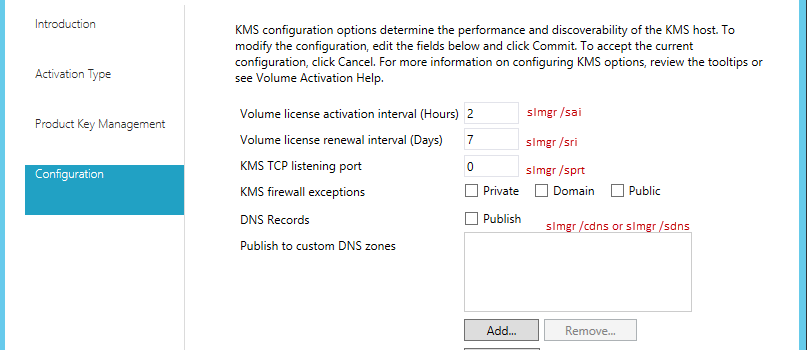 Introduction
Activation Type
Product Key Management
Configuration
KMS configuration options determine the performance and discoverability of the KMS host. To
modify the configuration, edit the fields below and click Commit. To accept the current
configuration, click Cancel. For more information on configuring KMS options, review the tooltips or
see Volume Activation Help.
Volume license activation interval (Hours) 2 slmgr /sai
Volume license renewal interval (Days) 7 slmgr /sri
KMS TCP listening port 0 slmgr /sprt
KMS firewall exceptions Private Domain Public
DNS Records Publish slmgr /cdns or slmgr /sdns
Publish to custom DNS zones
Add... Remove...